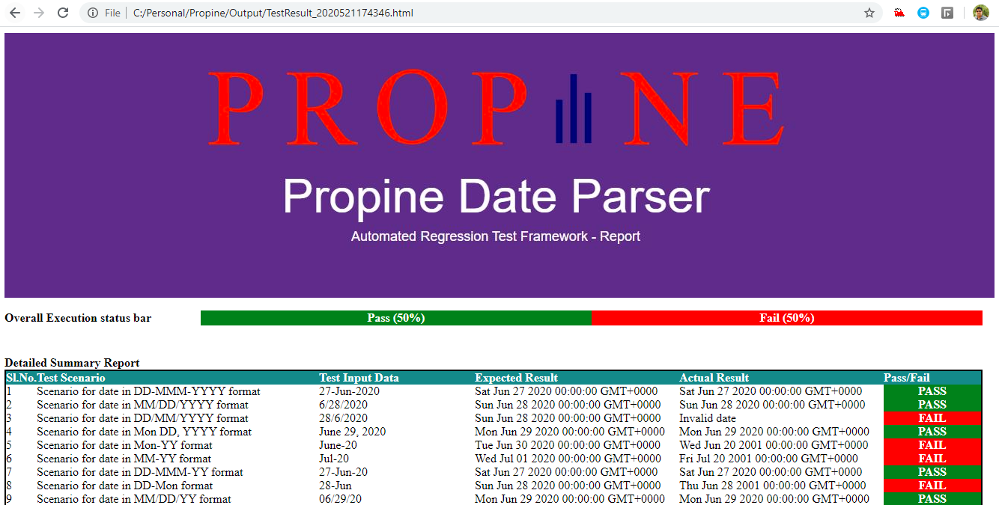 File C:/Personal/Propine/Output/TestResult_2020521174346.html
PROPINE
Propine Date Parser
Automated Regression Test Framework - Report
Overall Execution status bar Pass (50%) Fail (50%)
Detailed Summary Report
Sl.No. Test Scenario Test Input Data Expected Result Actual Result Pass/Fail
1 Scenario for date in DD-MMM-YYYY format 27-Jun-2020 Sat Jun 27 2020 00:00:00 GMT+0000 Sat Jun 27 2020 00:00:00 GMT+0000 PASS
2 Scenario for date in MM/DD/YYYY format 6/28/2020 Sun Jun 28 2020 00:00:00 GMT+0000 Sun Jun 28 2020 00:00:00 GMT+0000 PASS
3 Scenario for date in DD/MM/YYYY format 28/6/2020 Sun Jun 28 2020 00:00:00 GMT+0000 Invalid date FAIL
4 Scenario for date in Mon DD, YYYY format June 29, 2020 Mon Jun 29 2020 00:00:00 GMT+0000 Mon Jun 29 2020 00:00:00 GMT+0000 PASS
5 Scenario for date in Mon-YY format June-20 Tue Jun 30 2020 00:00:00 GMT+0000 Wed Jun 20 2001 00:00:00 GMT+0000 FAIL
6 Scenario for date in MM-YY format Jul-20 Wed Jul 01 2020 00:00:00 GMT+0000 Fri Jul 20 2001 00:00:00 GMT+0000 FAIL
7 Scenario for date in DD-MMM-YY format 27-Jun-20 Sat Jun 27 2020 00:00:00 GMT+0000 Sat Jun 27 2020 00:00:00 GMT+0000 PASS
8 Scenario for date in DD-Mon format 28-Jun Sun Jun 28 2020 00:00:00 GMT+0000 Thu Jun 28 2001 00:00:00 GMT+0000 FAIL
9 Scenario for date in MM/DD/YY format 06/29/20 Mon Jun 29 2020 00:00:00 GMT+0000 Mon Jun 29 2020 00:00:00 GMT+0000 PASS